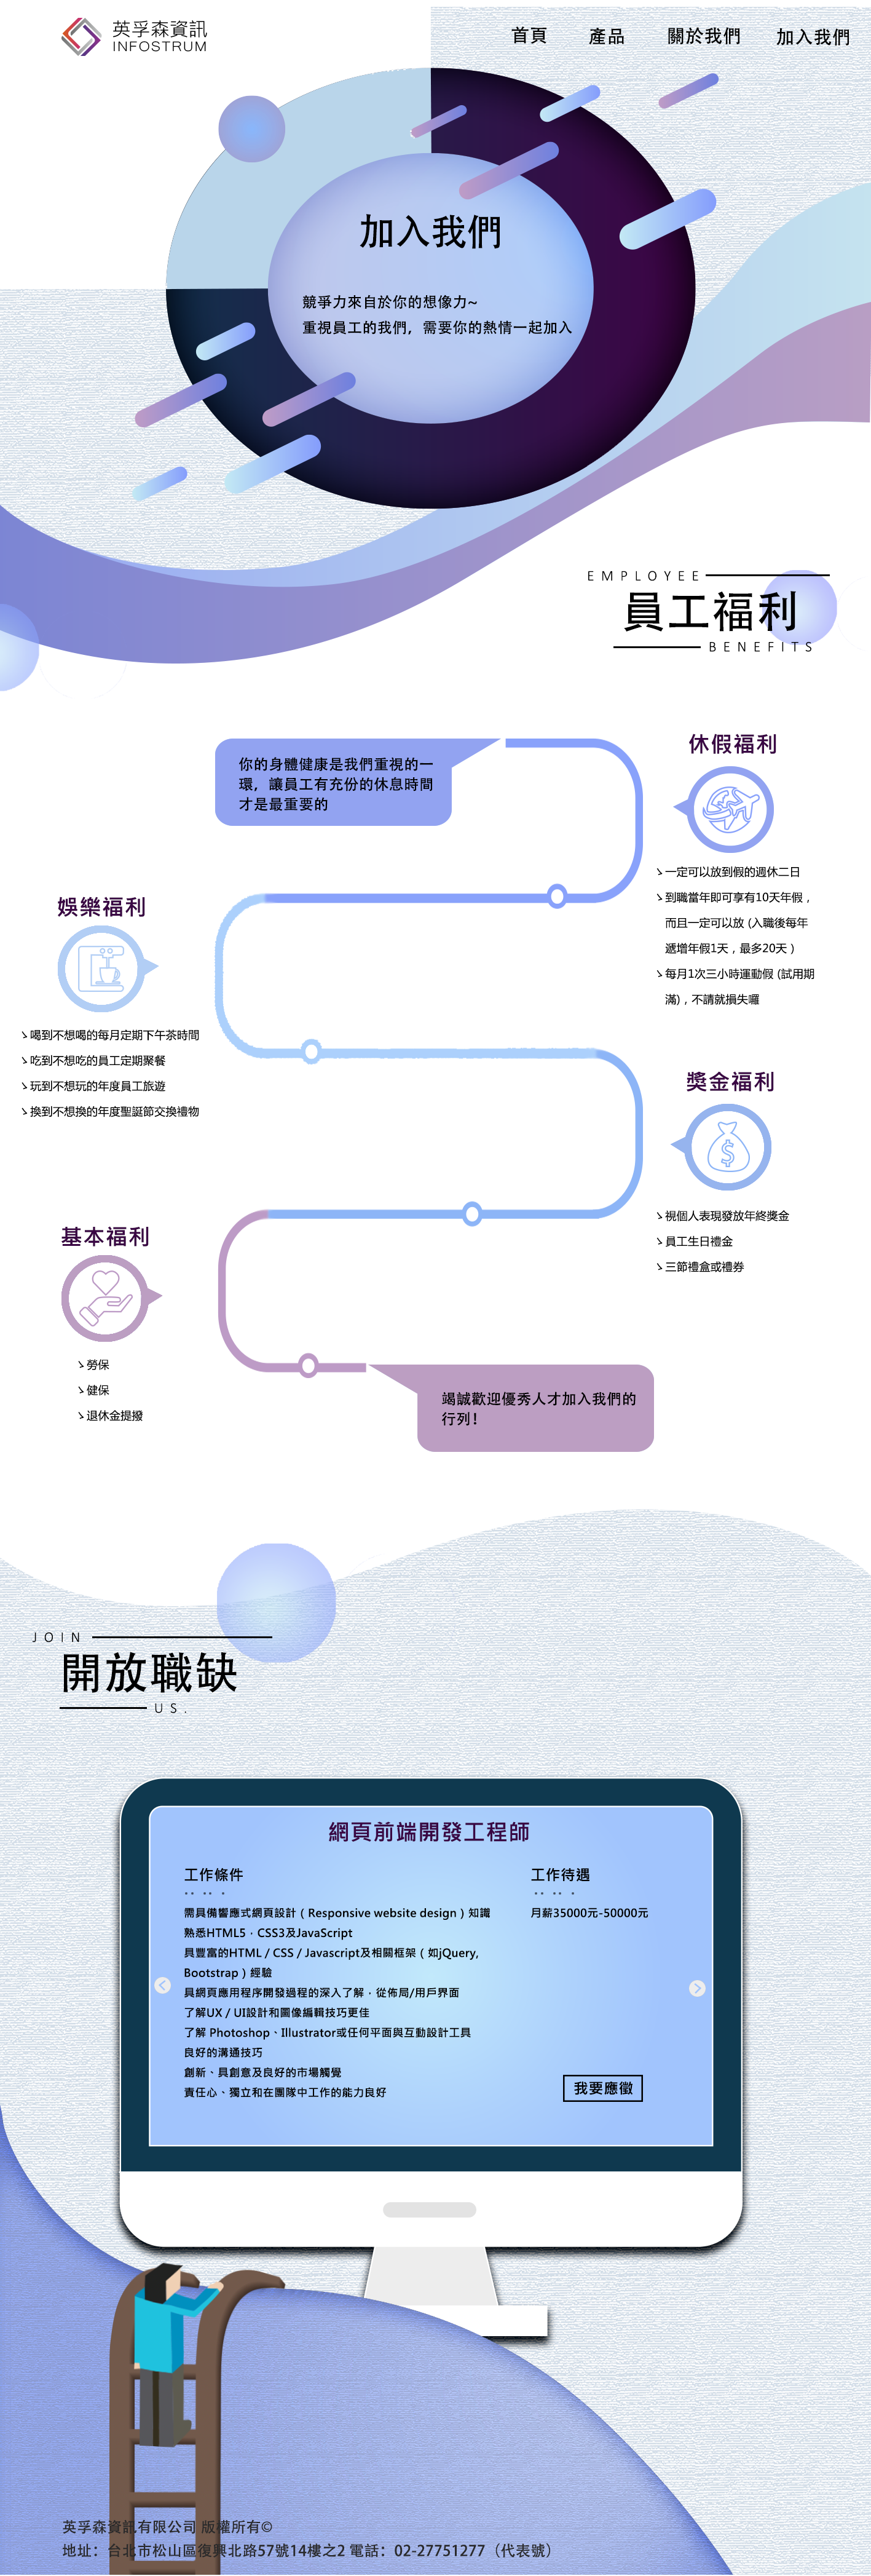 英孚森資訊
INFOSTRUM
首頁
產品
關於我們
加入我們
加入我們
競爭力來自於你的想像力~
重視員工的我們，需要你的熱情一起加入
EMPLOYEE
員工福利
BENEFITS
你的身體健康是我們重視的一
環，讓員工有充份的休息時間
才是最重要的
休假福利
一定可以放到假的週休二日
到職當年即可享有10天年假，
而且一定可以放 (入職後每年
遞增年假1天，最多20天 )
每月1次三小時運動假 (試用期
滿)，不請就損失囉
娛樂福利
喝到不想喝的每月定期下午茶時間
吃到不想吃的員工定期聚餐
玩到不想玩的年度員工旅遊
換到不想換的年度聖誕節交換禮物
獎金福利
視個人表現發放年終獎金
員工生日禮金
三節禮盒或禮券
基本福利
勞保
健保
退休金提撥
竭誠歡迎優秀人才加入我們的
行列！
JOIN
開放職缺
US.
網頁前端開發工程師
工作條件
需具備響應式網頁設計（Responsive website design）知識
熟悉HTML5、CSS3及JavaScript
具豐富的HTML / CSS / Javascript及相關框架（如jQuery,
Bootstrap）經驗
具網頁應用程序開發過程的深入了解，從佈局/用戶界面
了解UX / UI設計和圖像編輯技巧更佳
了解 Photoshop、Illustrator或任何平面與互動設計工具
良好的溝通技巧
創新、具創意及良好的市場觸覺
責任心、獨立和在團隊中工作的能力良好
工作待遇
月薪35000元-50000元
我要應徵
英孚森資訊有限公司 版權所有©
地址：台北市松山區復興北路57號14樓之2 電話：02-27751277（代表號）